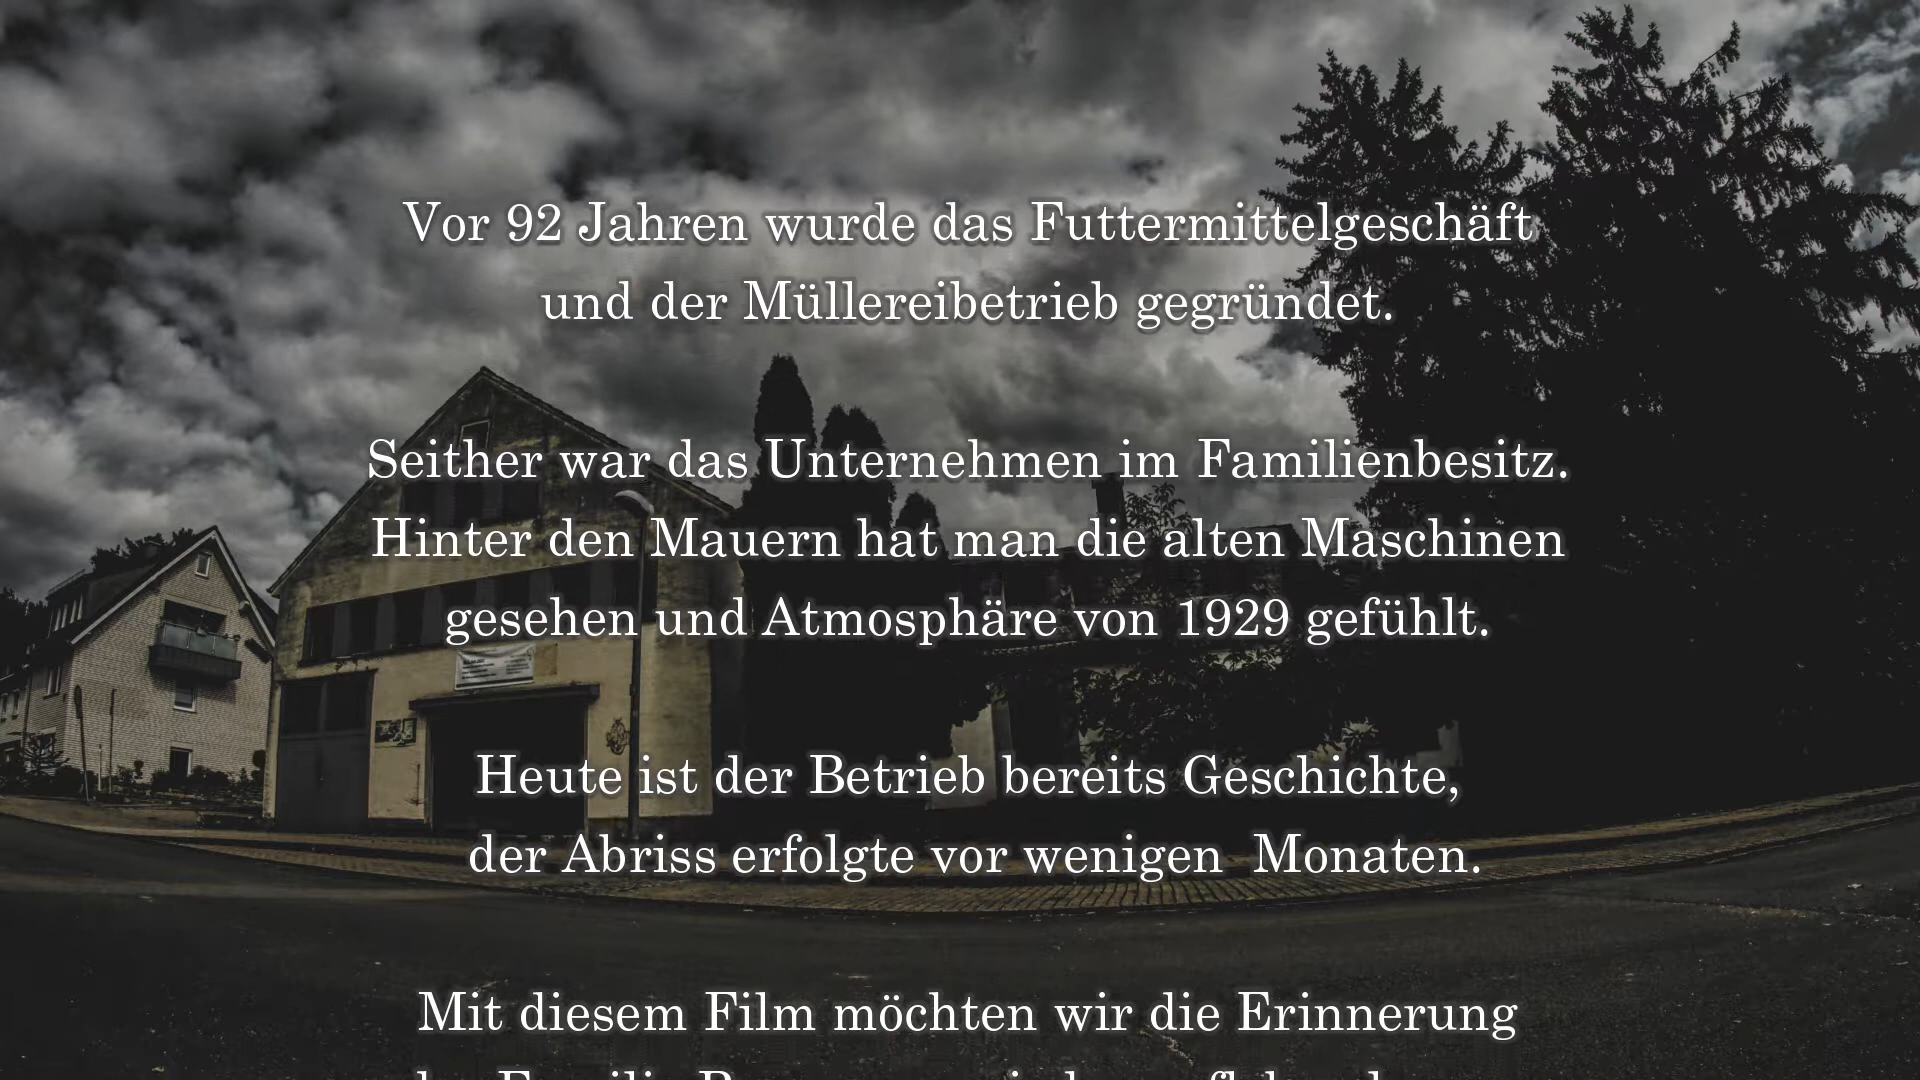 Vor 92 Jahren wurde das Futtermittelgeschäft
und der Müllereibetrieb gegründet.
Seither war das Unternehmen im Familienbesitz.
Hinter den Mauern hat man die alten Maschinen
gesehen und Atmosphäre von 1929 gefühlt.
Heute ist der Betrieb bereits Geschichte,
der Abriss erfolgte vor wenigen  Monaten.
Mit diesem Film möchten wir die Erinnerung